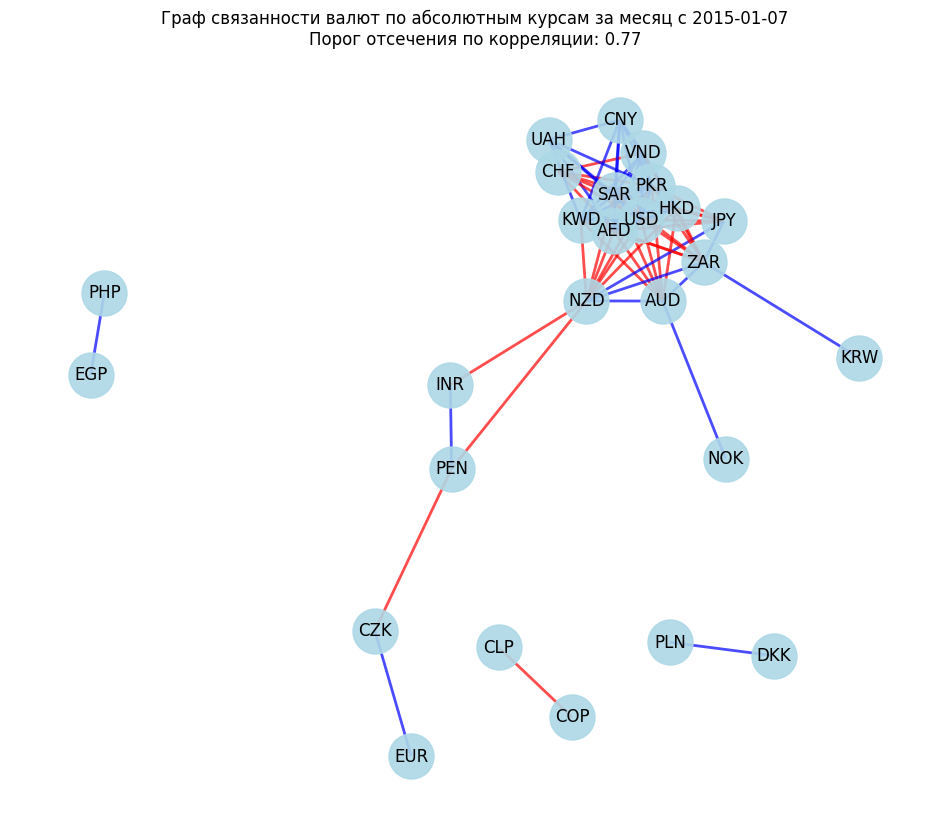 Граф связанности валют по абсолютным курсам за месяц с 2015-01-07
Порог отсечения по корреляции: 0.77
CNY
UAH
VND
CHF
PKR
SAR
HKD
KWD
USD
JPY
AED
ZAR
PHP
NZD
AUD
KRW
EGP
INR
NOK
PEN
CZK
CLP
PLN
DKK
COP
EUR